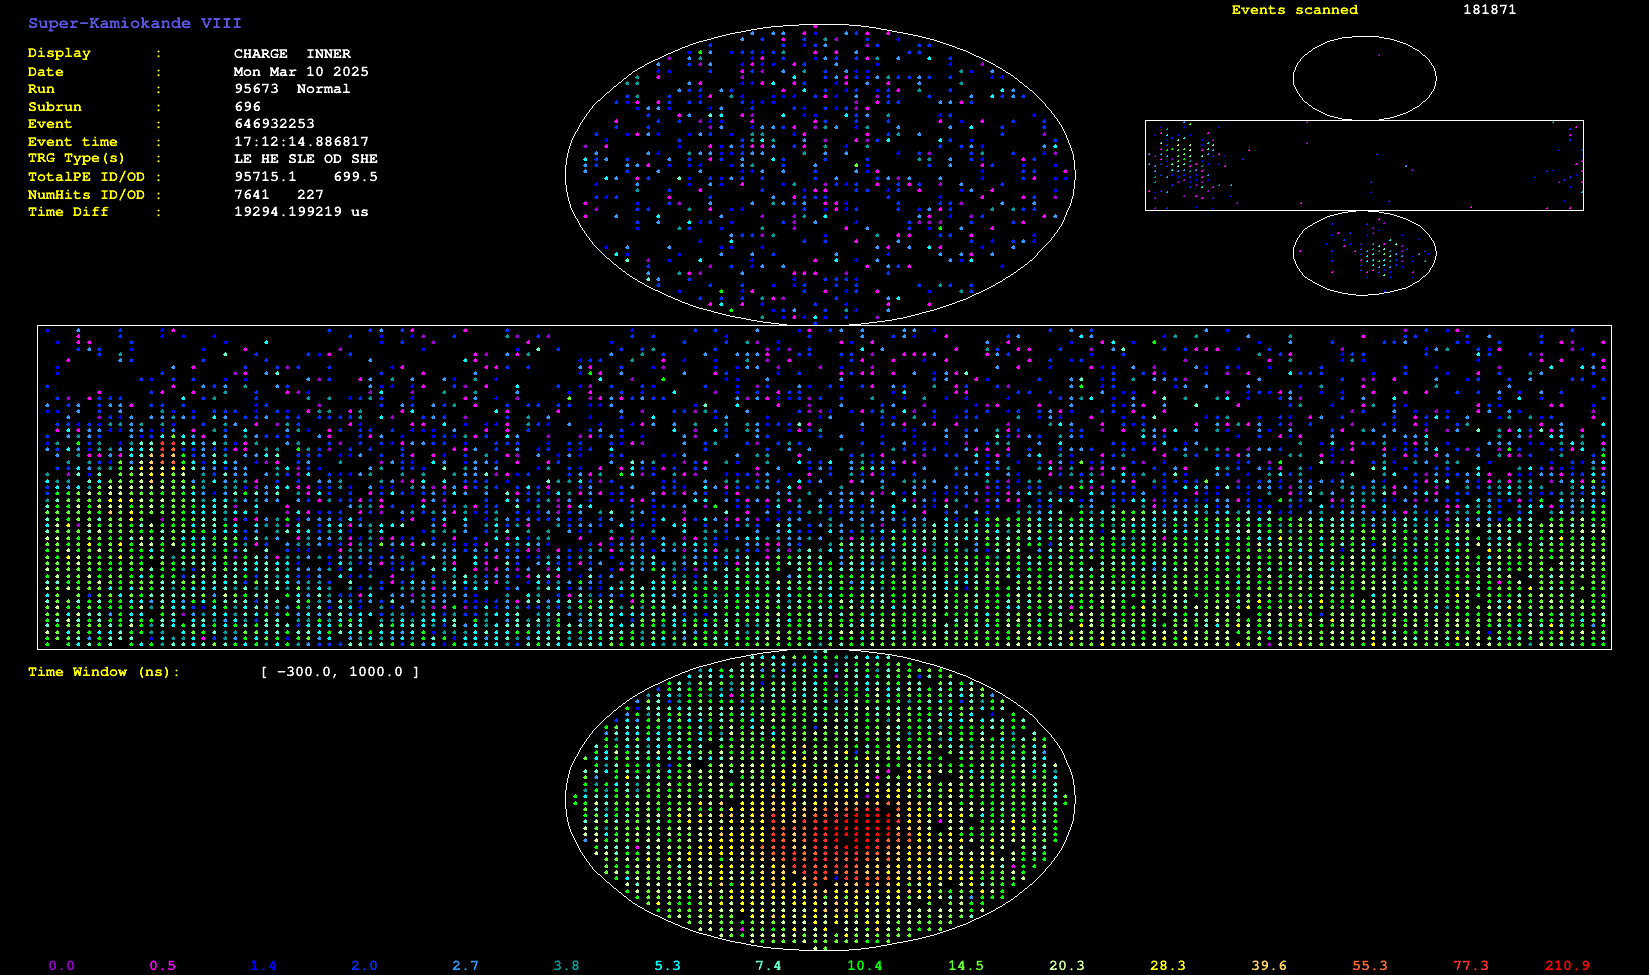 Super-Kamiokande VIII
Events scanned 181871
Display : CHARGE INNER
Date : Mon Mar 10 2025
Run : 95673 Normal
Subrun : 696
Event : 646932253
Event time : 17:12:14.886817
TRG Type(s) : LE HE SLE OD SHE
TotalPE ID/OD : 95715.1 699.5
NumHits ID/OD : 7641 227
Time Diff : 19294.199219 us
Time Window (ns): [ -300.0, 1000.0 ]
0.0 0.5 1.4 2.0 2.7 3.8 5.3 7.4 10.4 14.5 20.3 28.3 39.6 55.3 77.3 210.9